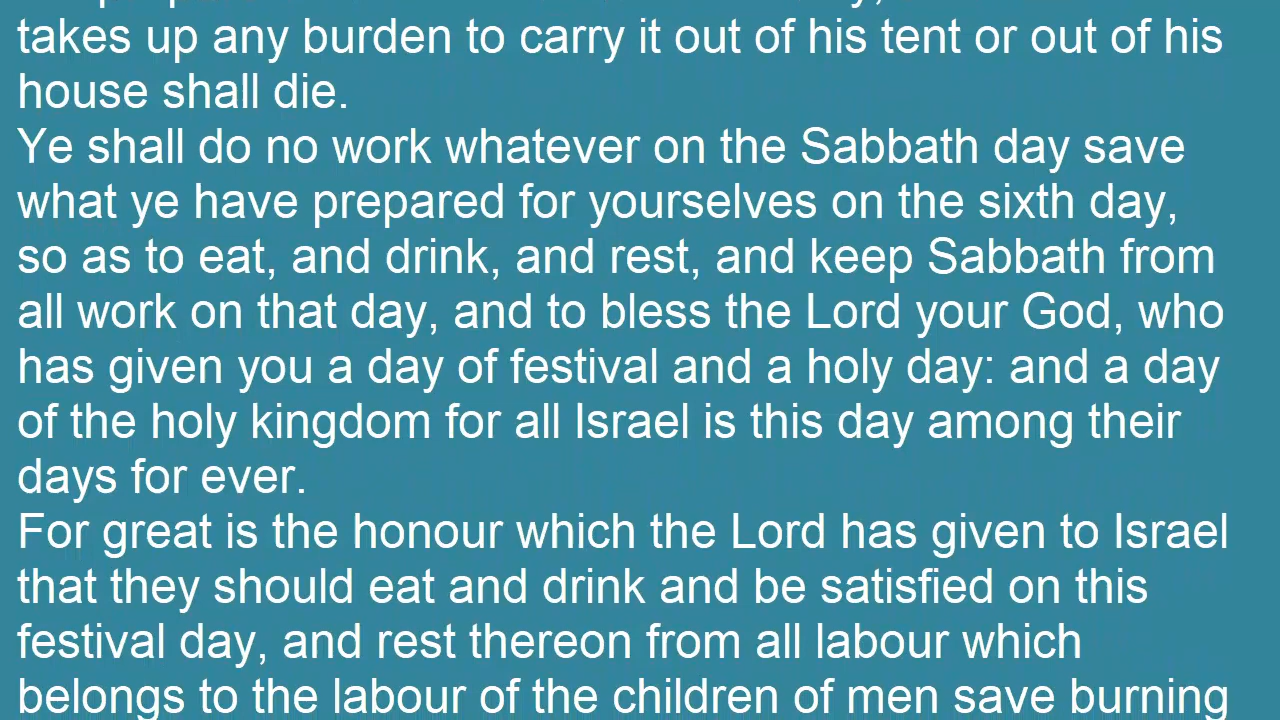 takes up any burden to carry it out of his tent or out of his
house shall die.
Ye shall do no work whatever on the Sabbath day save
what ye have prepared for yourselves on the sixth day,
so as to eat, and drink, and rest, and keep Sabbath from
all work on that day, and to bless the Lord your God, who
has given you a day of festival and a holy day: and a day
of the holy kingdom for all Israel is this day among their
days for ever.
For great is the honour which the Lord has given to Israel
that they should eat and drink and be satisfied on this
festival day, and rest thereon from all labour which
belongs to the labour of the children of men save burning